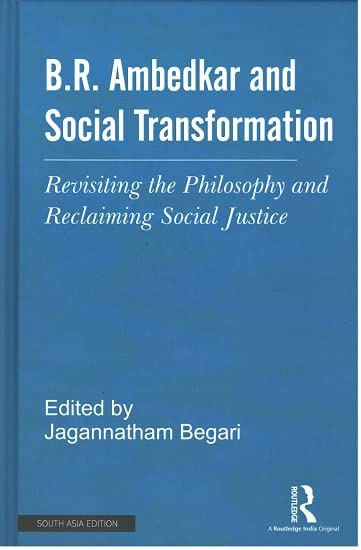 B.R. Ambedkar and
Social Transformation
Revisiting the Philosophy and
Reclaiming Social Justice
Edited by
Jagannatham Begari
SOUTH ASIA EDITION
ROUTLEDGE
A Routledge India Original